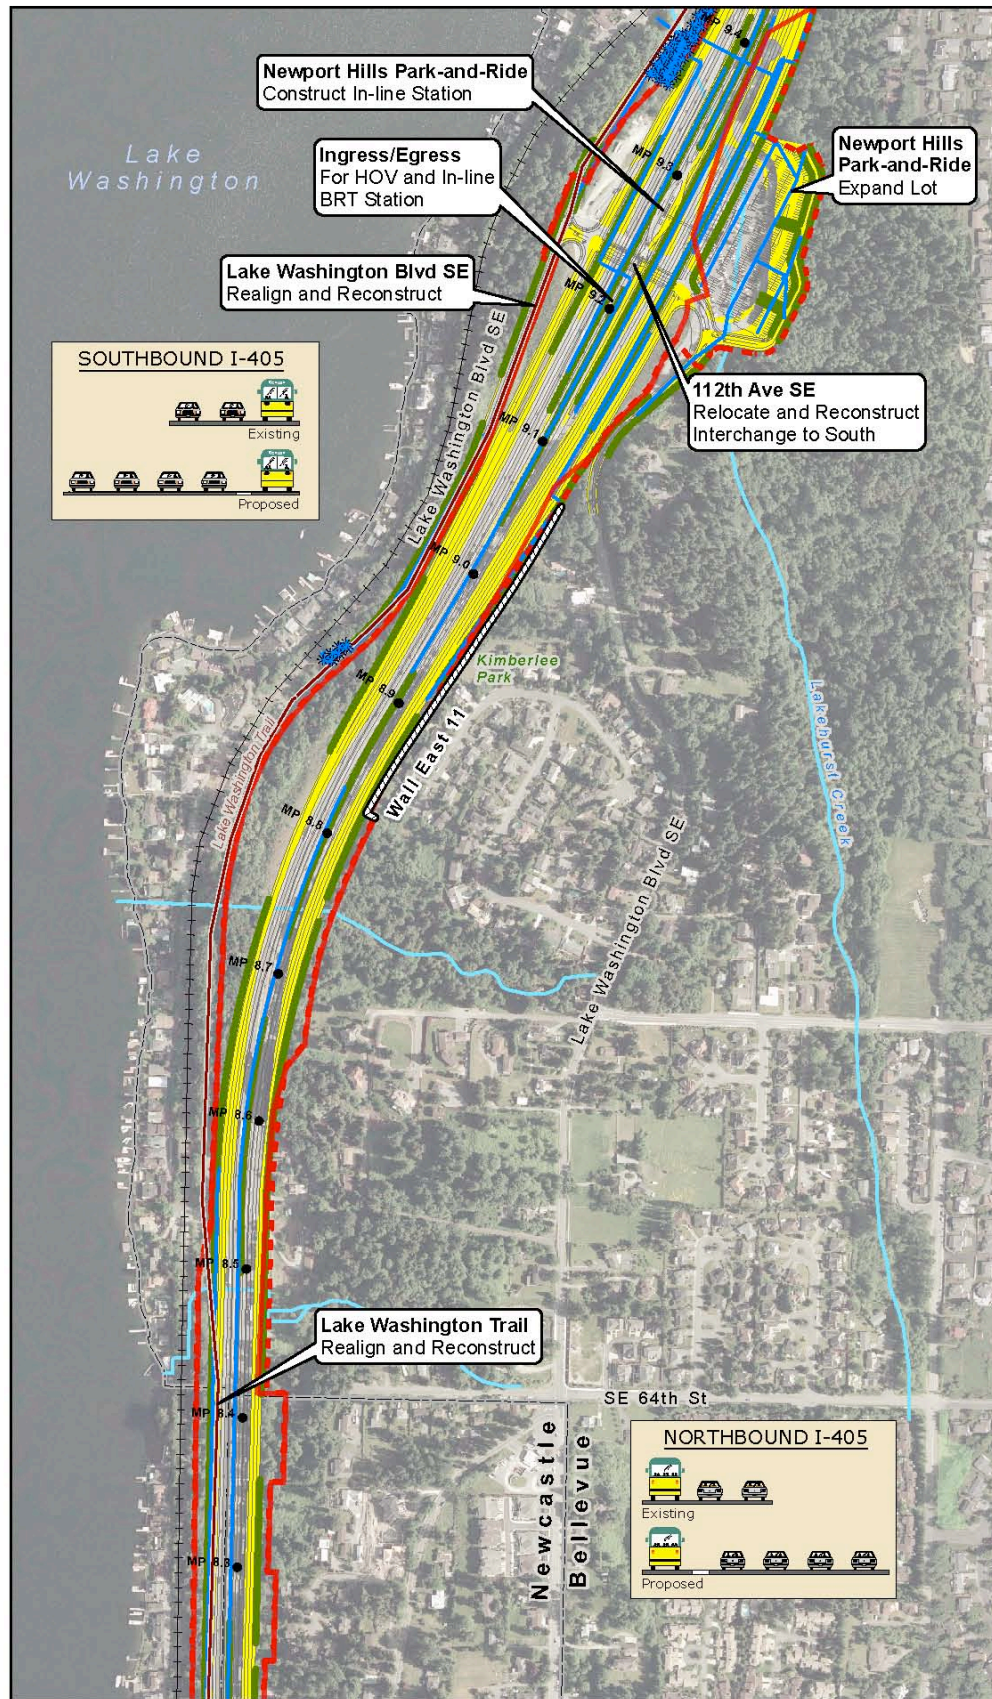 MP 9.4
Newport Hills Park-and-Ride
Construct In-line Station
Lake
Washington
Ingress/Egress
For HOV and In-line
BRT Station
MP 9.3
Newport Hills
Park-and-Ride
Expand Lot
Lake Washington Blvd SE
Realign and Reconstruct
MP 9.2
Lake Washington Blvd SE
SOUTHBOUND I-405
Existing
Proposed
112th Ave SE
Relocate and Reconstruct
Interchange to South
MP 9.1
MP 9.0
Kimberlee
Park
MP 8.9
Wall East 11
Lake Washington Trail
Lakehurst Creek
MP 8.8
Lake Washington Blvd SE
MP 8.7
MP 8.6
MP 8.5
Lake Washington Trail
Realign and Reconstruct
MP 8.4
SE 64th St
Newcastle
Bellevue
NORTHBOUND I-405
Existing
Proposed
MP 8.3